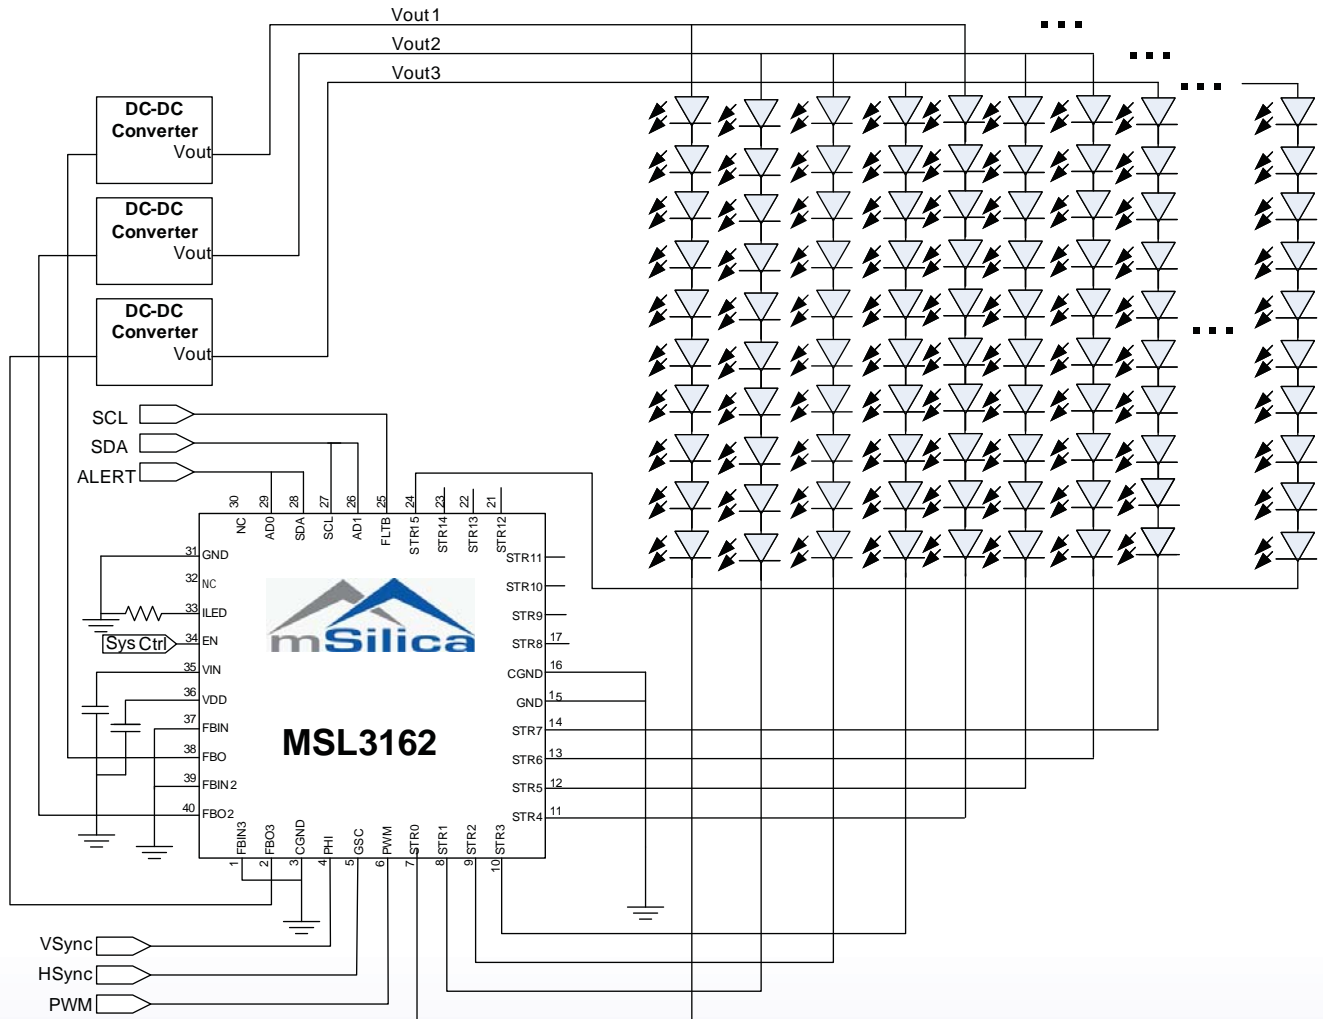 Vout1
Vout2
Vout3
DC-DC
Converter
Vout
DC-DC
Converter
Vout
DC-DC
Converter
Vout
SCL
SDA
ALERT
30 29 28 27 26 25 24 23 22 21
NC AD0 SDA SCL AD1 FLTB STR15 STR14 STR13 STR12
31 GND
32 NC
33 ILED
Sys Ctrl 34 EN
35 VIN
36 VDD
37 FBIN
38 FBO
39 FBIN2
40 FBO2
mSilica
MSL3162
STR11
STR10
STR9
STR8 17
CGND 16
GND 15
STR7 14
STR6 13
STR5 12
STR4 11
FBIN3 FBO3 CGND PHI GSC PWM STR0 STR1 STR2 STR3
1 2 3 4 5 6 7 8 9 10
VSync
HSync
PWM